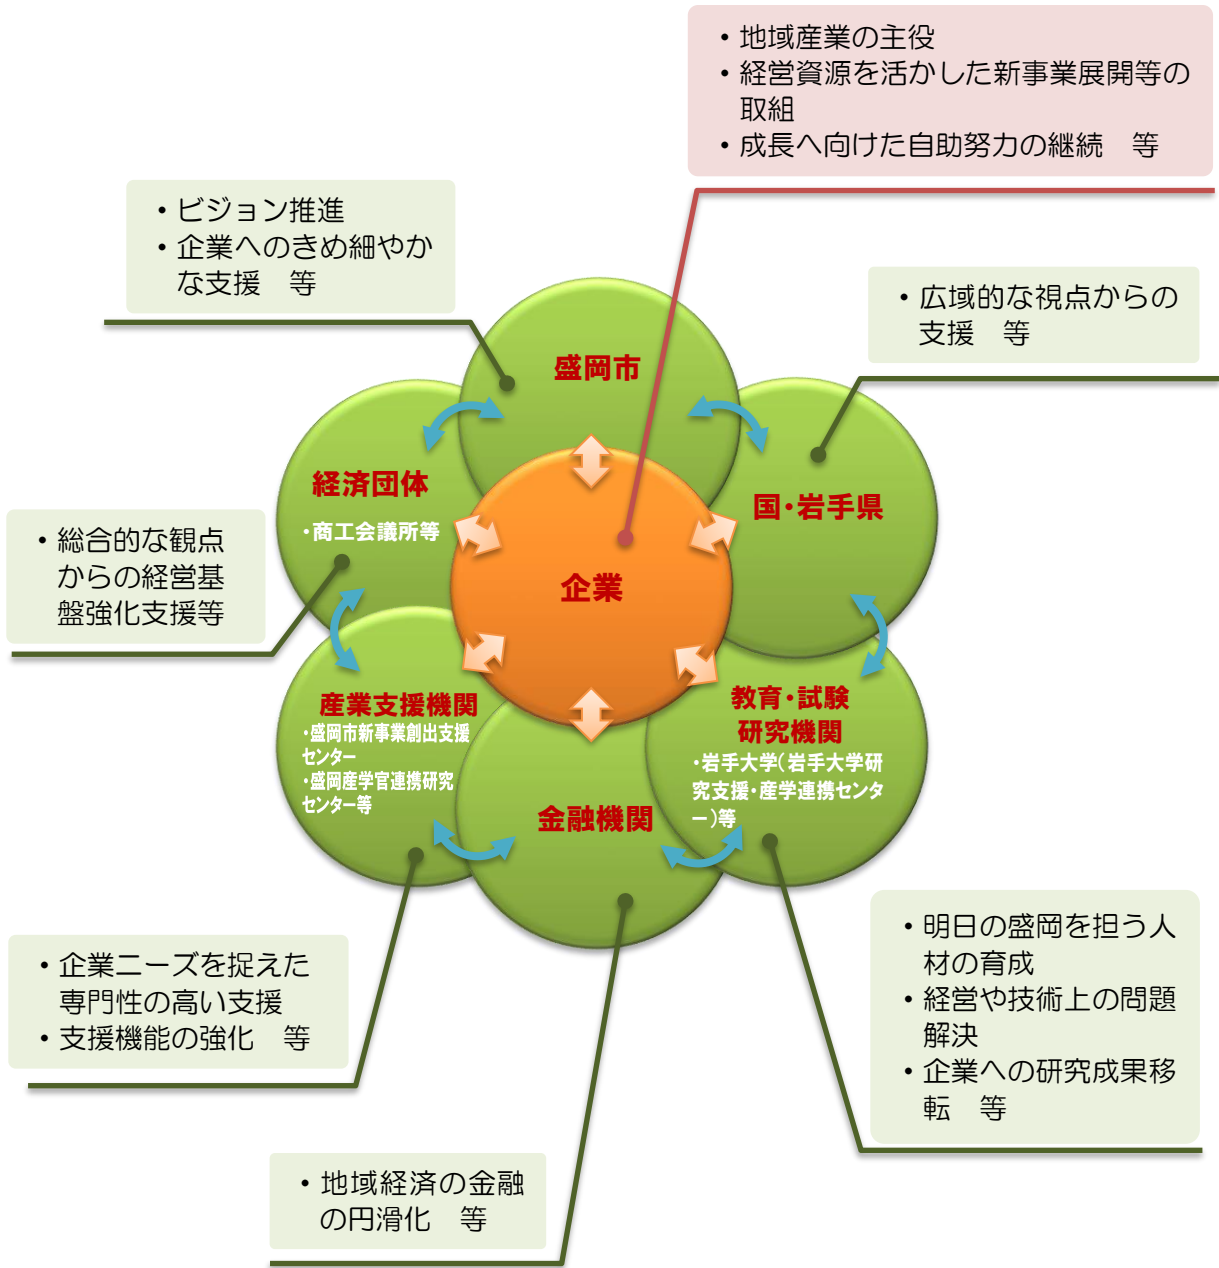 ・地域産業の主役
・経営資源を活かした新事業展開等の
取組
・成長へ向けた自助努力の継続　等
・ビジョン推進
・企業へのきめ細やか
な支援　等
・広域的な視点からの
支援　等
盛岡市
経済団体
・商工会議所等
国・岩手県
・総合的な観点
からの経営基
盤強化支援等
企業
産業支援機関
・盛岡市新事業創出支援
センター
・盛岡産学官連携研究
センター等
教育・試験
研究機関
・岩手大学（岩手大学研
究支援・産学連携センタ
ー）等
金融機関
・企業ニーズを捉えた
専門性の高い支援
・支援機能の強化　等
・明日の盛岡を担う人
材の育成
・経営や技術上の問題
解決
・企業への研究成果移
転　等
・地域経済の金融
の円滑化　等